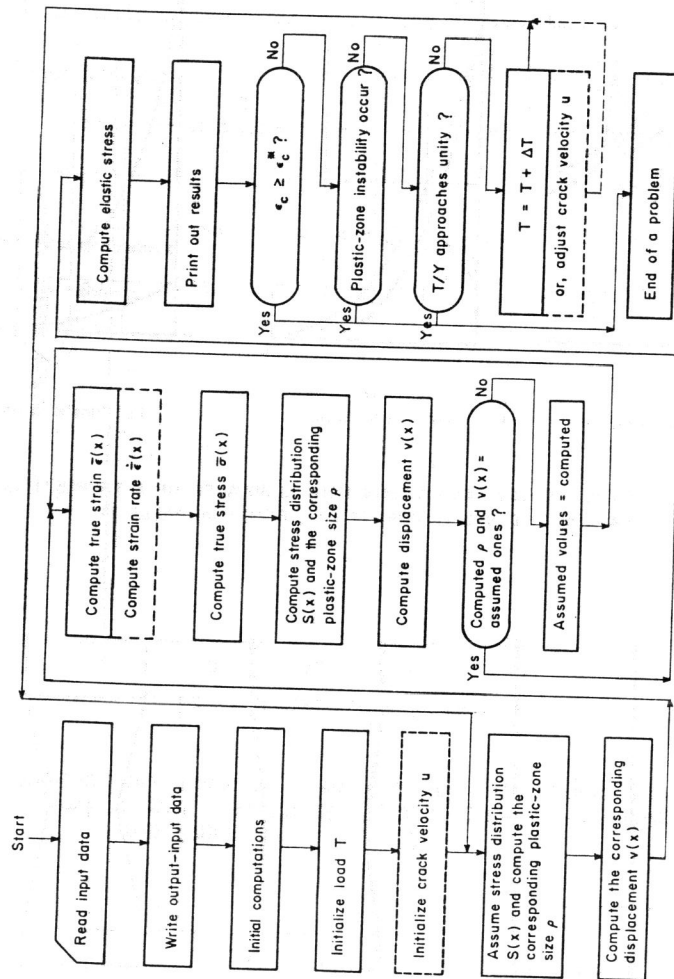 Start
Read input data
Write output-input data
Initial computations
Initialize load T
Initialize crack velocity u
Assume stress distribution
S(x) and compute the
corresponding plastic-zone
size ρ
Compute the corresponding
displacement v(x)
Compute true strain ε̄(x)
Compute strain rate ε̄̇(x)
Compute true stress σ̄(x)
Compute stress distribution
S(x) and the corresponding
plastic-zone size ρ
Compute displacement v(x)
Computed ρ and v(x) =
assumed ones ?
Yes
No
Assumed values = computed
Compute elastic stress
Print out results
ϵc ≥ ϵc* ?
No
Yes
Plastic-zone instability occur ?
No
Yes
T/Y approaches unity ?
No
Yes
T = T + ΔT
or, adjust crack velocity u
End of a problem